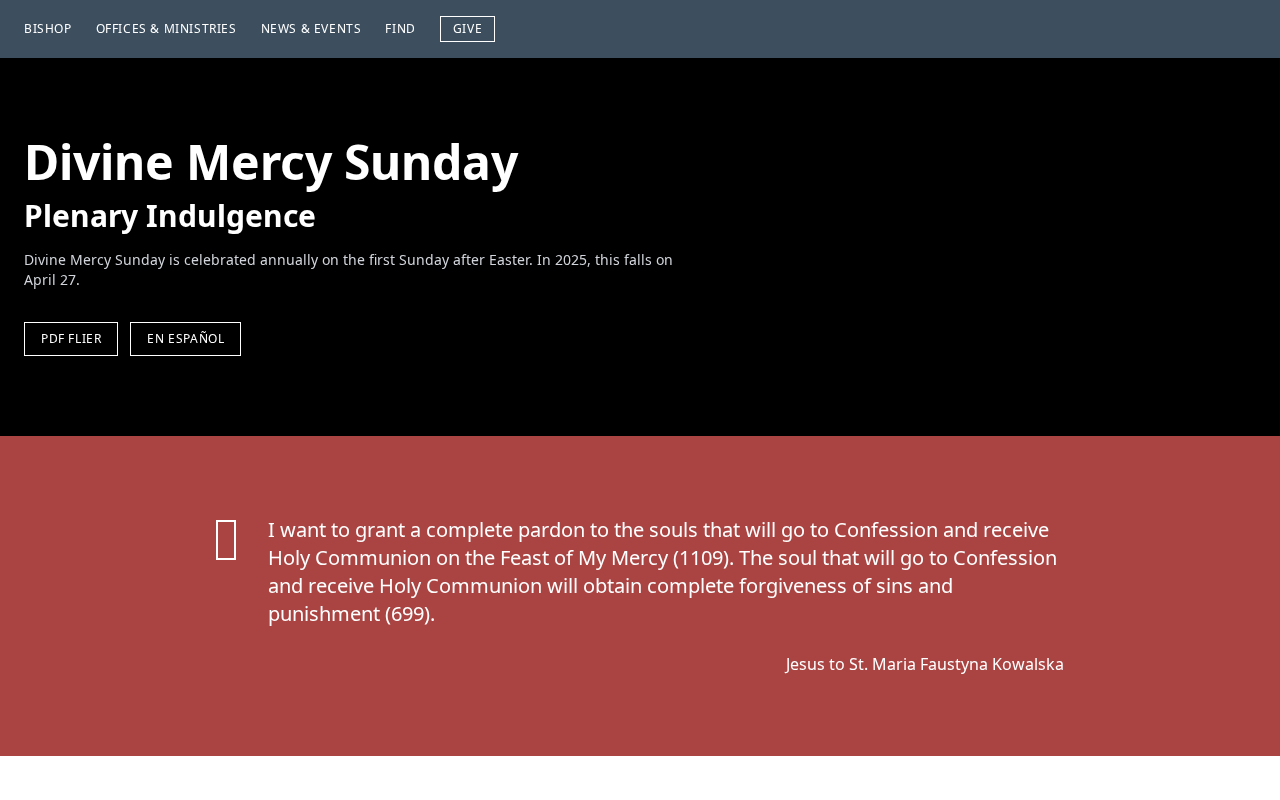 BISHOP OFFICES & MINISTRIES NEWS & EVENTS FIND GIVE
Divine Mercy Sunday
Plenary Indulgence
Divine Mercy Sunday is celebrated annually on the first Sunday after Easter. In 2025, this falls on
April 27.
PDF FLIER EN ESPAÑOL
I want to grant a complete pardon to the souls that will go to Confession and receive
Holy Communion on the Feast of My Mercy (1109). The soul that will go to Confession
and receive Holy Communion will obtain complete forgiveness of sins and
punishment (699).
Jesus to St. Maria Faustyna Kowalska